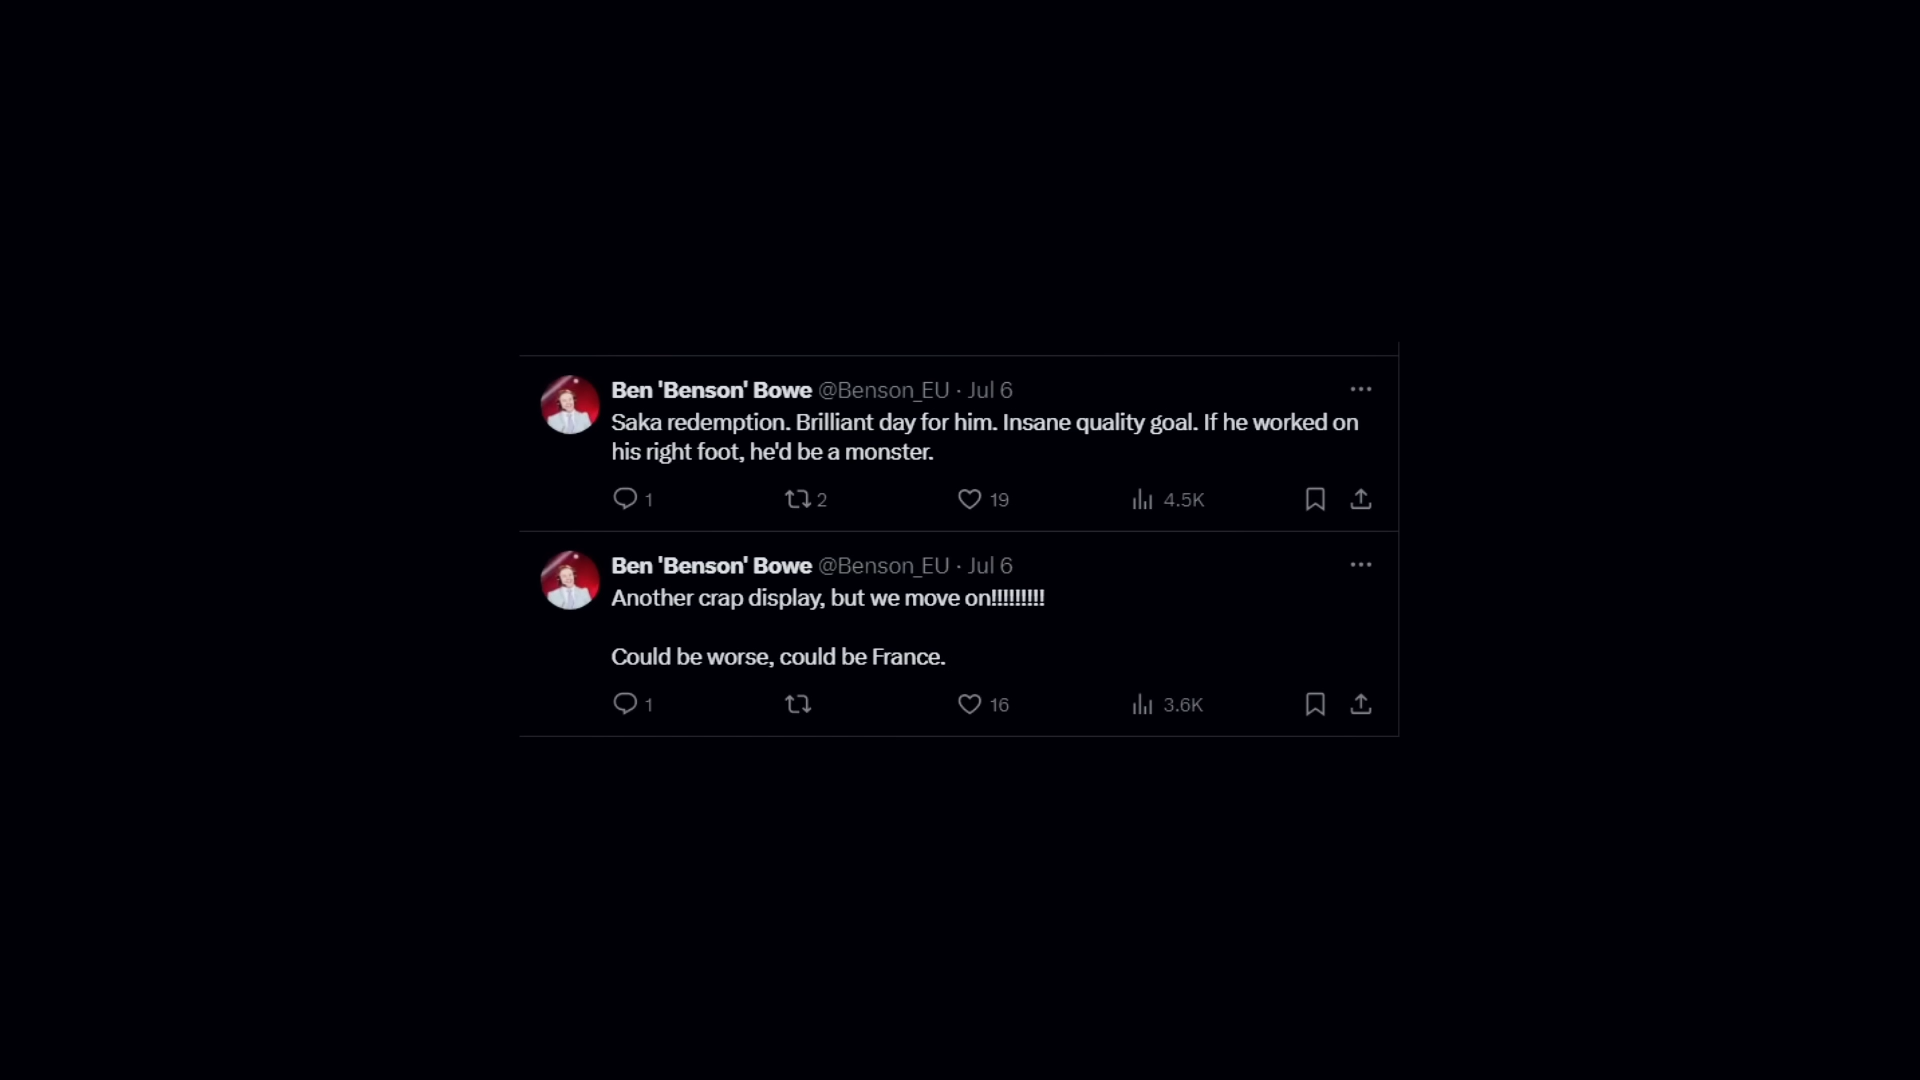 Ben 'Benson' Bowe @Benson_EU · Jul 6
Saka redemption. Brilliant day for him. Insane quality goal. If he worked on
his right foot, he'd be a monster.
1 2 19 4.5K
Ben 'Benson' Bowe @Benson_EU · Jul 6
Another crap display, but we move on!!!!!!!!!
Could be worse, could be France.
1 16 3.6K